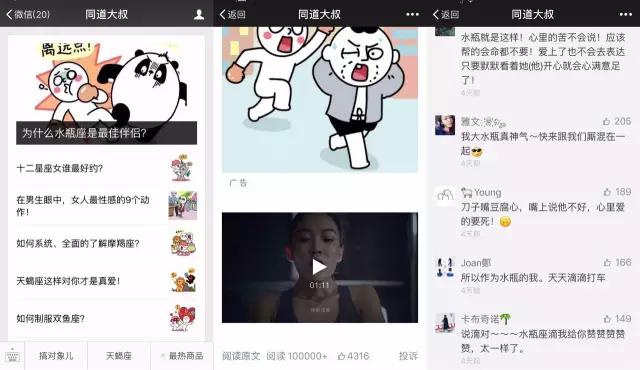 微信(20)
同道大叔
离远点!
为什么水瓶座是最佳伴侣?
十二星座女谁最好约?
在男生眼中,女人最性感的9个动
作!
如何系统、全面的了解摩羯座?
天蝎座这样对你才是真爱!
如何制服双鱼座?
搞对象儿
天蝎座
最热商品
返回
同道大叔
广告
01:11
阅读原文 阅读 100000+ 4316 投诉
返回
同道大叔
水瓶就是这样!心里的苦不会说!应该
帮的会命都不要!爱上了也不会去表达
只要默默看着她(他)开心就会心满意足
了!
4天前
雅文
205
我大水瓶真神气~快来跟我们厮混在一
起😎
4天前
Young
189
刀子嘴豆腐心,嘴上说他不好,心里爱
的要死!
4天前
Joan鄭
166
所以作为水瓶的我。天天滴滴打车
4天前
卡布奇诺🌴
119
说滴对~~~水瓶座滴我给你赞赞赞赞
赞,太一样了。
4天前